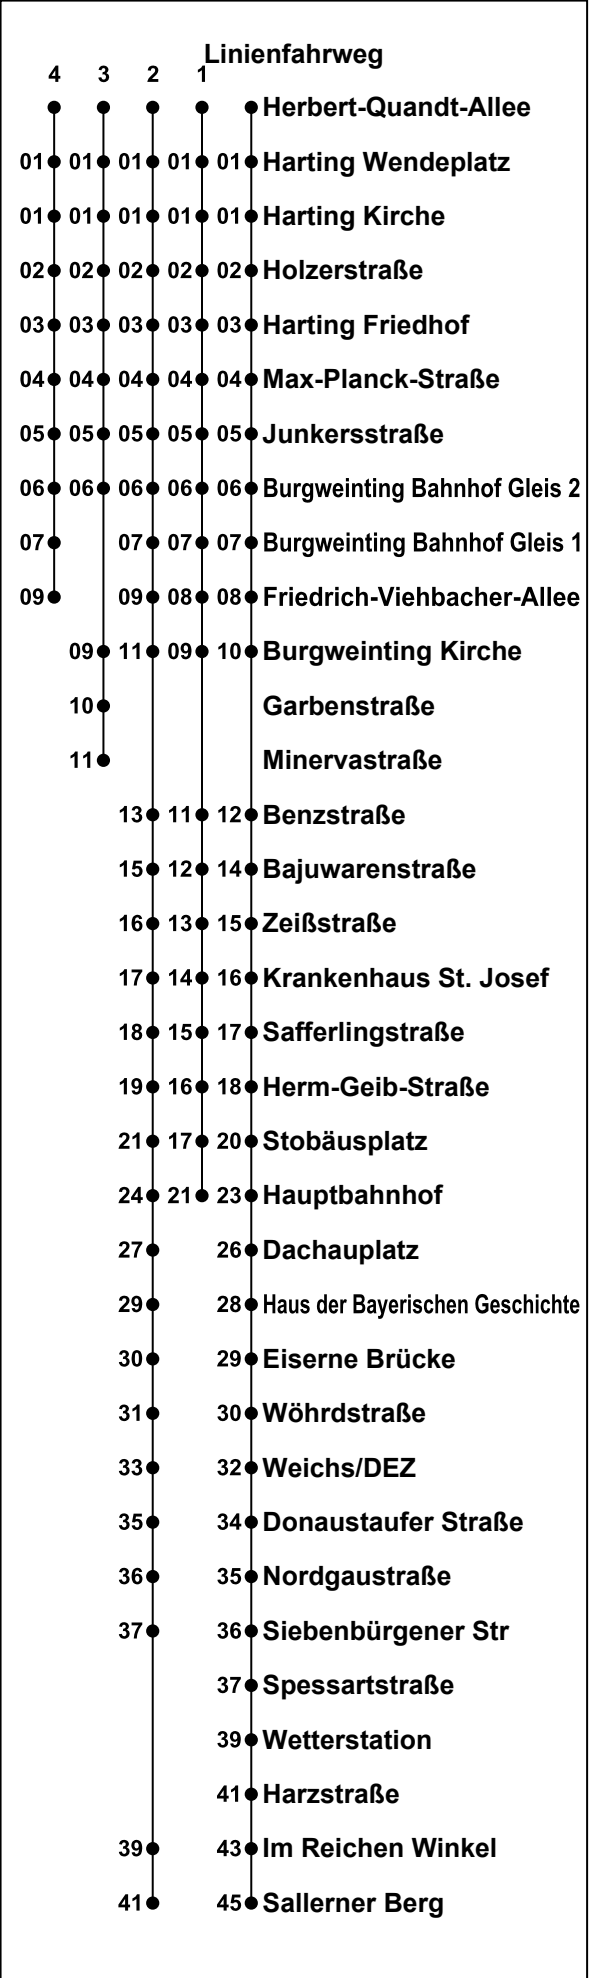 Linienfahrweg
4 3 2 1
Herbert-Quandt-Allee
01 01 01 01 01 Harting Wendeplatz
01 01 01 01 01 Harting Kirche
02 02 02 02 02 Holzerstraße
03 03 03 03 03 Harting Friedhof
04 04 04 04 04 Max-Planck-Straße
05 05 05 05 05 Junkersstraße
06 06 06 06 06 Burgweinting Bahnhof Gleis 2
07 07 07 07 Burgweinting Bahnhof Gleis 1
09 09 08 08 Friedrich-Viehbacher-Allee
09 11 09 10 Burgweinting Kirche
10 Garbenstraße
11 Minervastraße
13 11 12 Benzstraße
15 12 14 Bajuwarenstraße
16 13 15 Zeißstraße
17 14 16 Krankenhaus St. Josef
18 15 17 Safferlingstraße
19 16 18 Herm-Geib-Straße
21 17 20 Stobäusplatz
24 21 23 Hauptbahnhof
27 26 Dachauplatz
29 28 Haus der Bayerischen Geschichte
30 29 Eiserne Brücke
31 30 Wöhrdstraße
33 32 Weichs/DEZ
35 34 Donaustaufer Straße
36 35 Nordgaustraße
37 36 Siebenbürgener Str
37 Spessartstraße
39 Wetterstation
41 Harzstraße
39 43 Im Reichen Winkel
41 45 Sallerner Berg